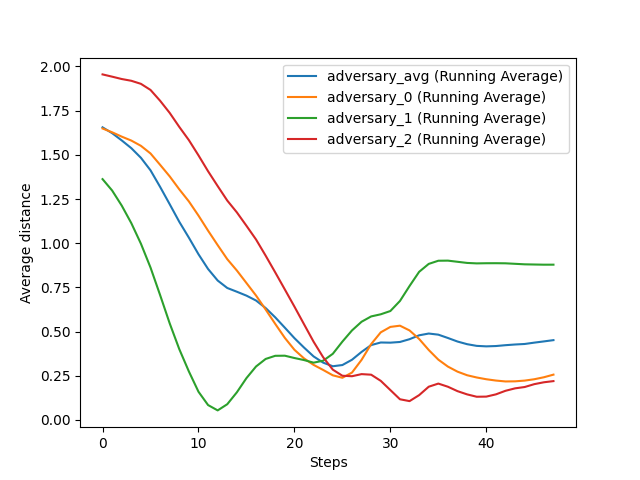 2.00
1.75
1.50
1.25
1.00
0.75
0.50
0.25
0.00
Average distance
adversary_avg (Running Average)
adversary_0 (Running Average)
adversary_1 (Running Average)
adversary_2 (Running Average)
0 10 20 30 40
Steps